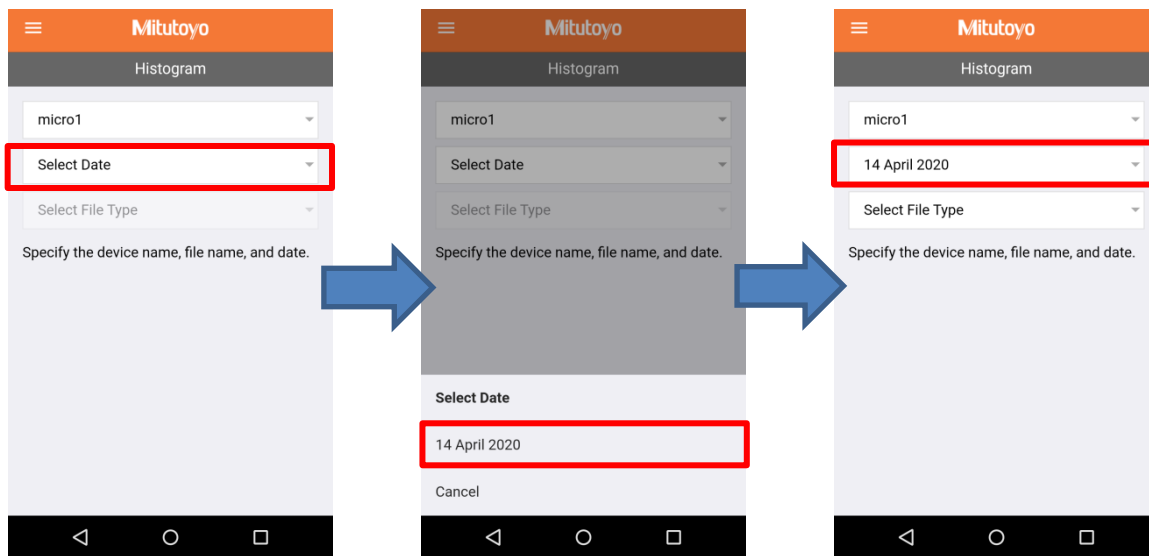 Mitutoyo
Histogram
micro1
Select Date
Select File Type
Specify the device name, file name, and date.
Mitutoyo
Histogram
micro1
Select Date
Select File Type
Specify the device name, file name, and date.
Select Date
14 April 2020
Cancel
Mitutoyo
Histogram
micro1
14 April 2020
Select File Type
Specify the device name, file name, and date.